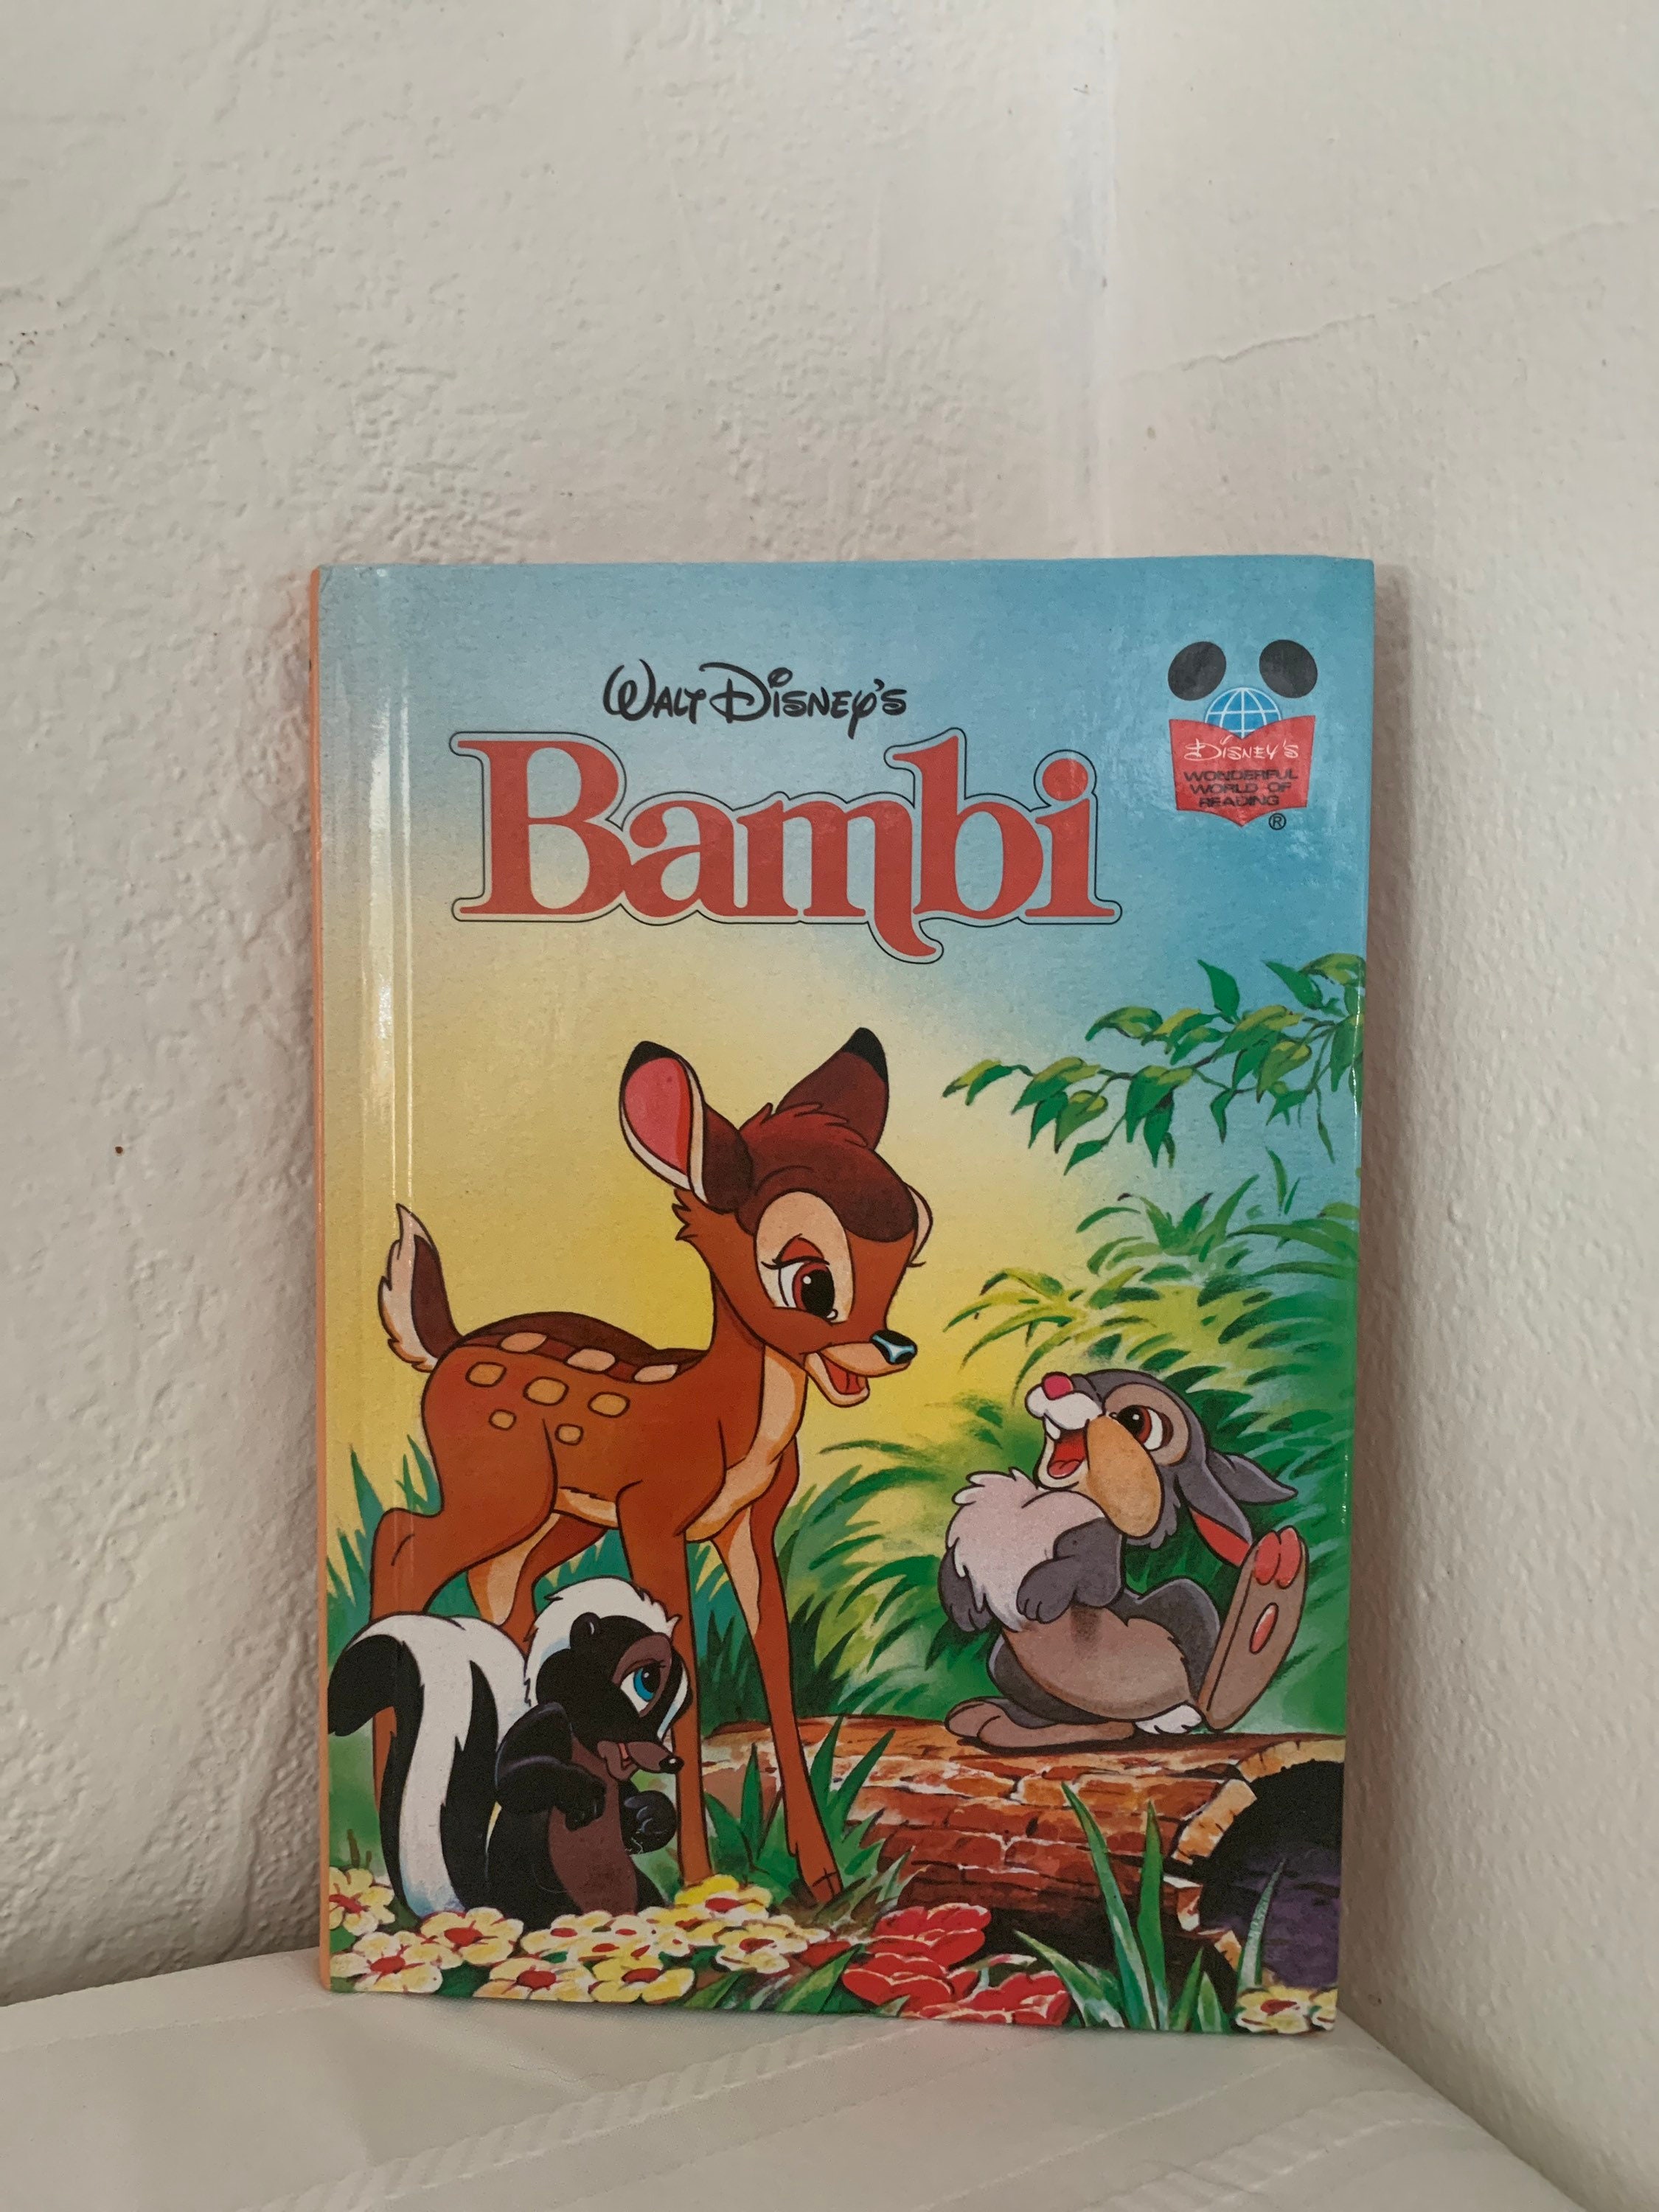 Walt Disney's
Bambi
Disney's
WONDERFUL
WORLD OF
READING
®